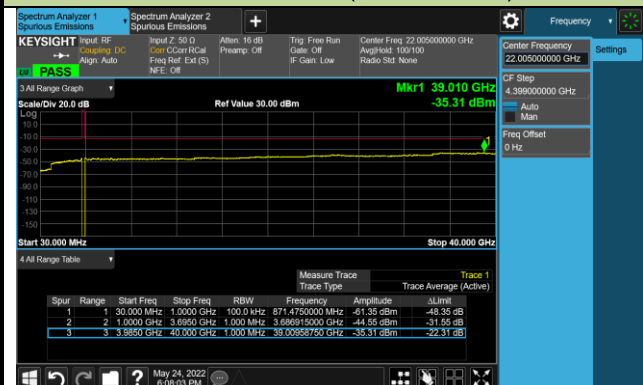 Spectrum Analyzer 1
Spurious Emissions
Spectrum Analyzer 2
Spurious Emissions
+
Frequency
KEYSIGHT
Input: RF
Coupling: DC
Align: Auto
Input Z: 50 Ω
Corr CCorr RCal
Freq Ref: Ext (S)
NFE: Off
Atten: 16 dB
Preamp: Off
Trig: Free Run
Gate: Off
IF Gain: Low
Center Freq: 22.005000000 GHz
Avg|Hold: 100/100
Radio Std: None
PASS
Center Frequency
22.005000000 GHz
Settings
CF Step
4.399000000 GHz
Auto
Man
Freq Offset
0 Hz
3 All Range Graph
Mkr1 39.010 GHz
Scale/Div 20.0 dB
Ref Value 30.00 dBm
-35.31 dBm
Log
10.0
-10.0
-30.0
-50.0
-70.0
-90.0
-110
-130
-150
1
Start 30.000 MHz
Stop 40.000 GHz
4 All Range Table
Measure Trace Trace 1
Trace Type Trace Average (Active)
Spur Range Start Freq Stop Freq RBW Frequency Amplitude ΔLimit
1 1 30.000 MHz 1.0000 GHz 100.0 kHz 871.4750000 MHz -61.35 dBm -48.35 dB
2 2 1.0000 GHz 3.6950 GHz 1.000 MHz 3.686915000 GHz -44.55 dBm -31.55 dB
3 3 3.9850 GHz 40.000 GHz 1.000 MHz 39.00958750 GHz -35.31 dBm -22.31 dB
?
May 24, 2022
6:08:03 PM